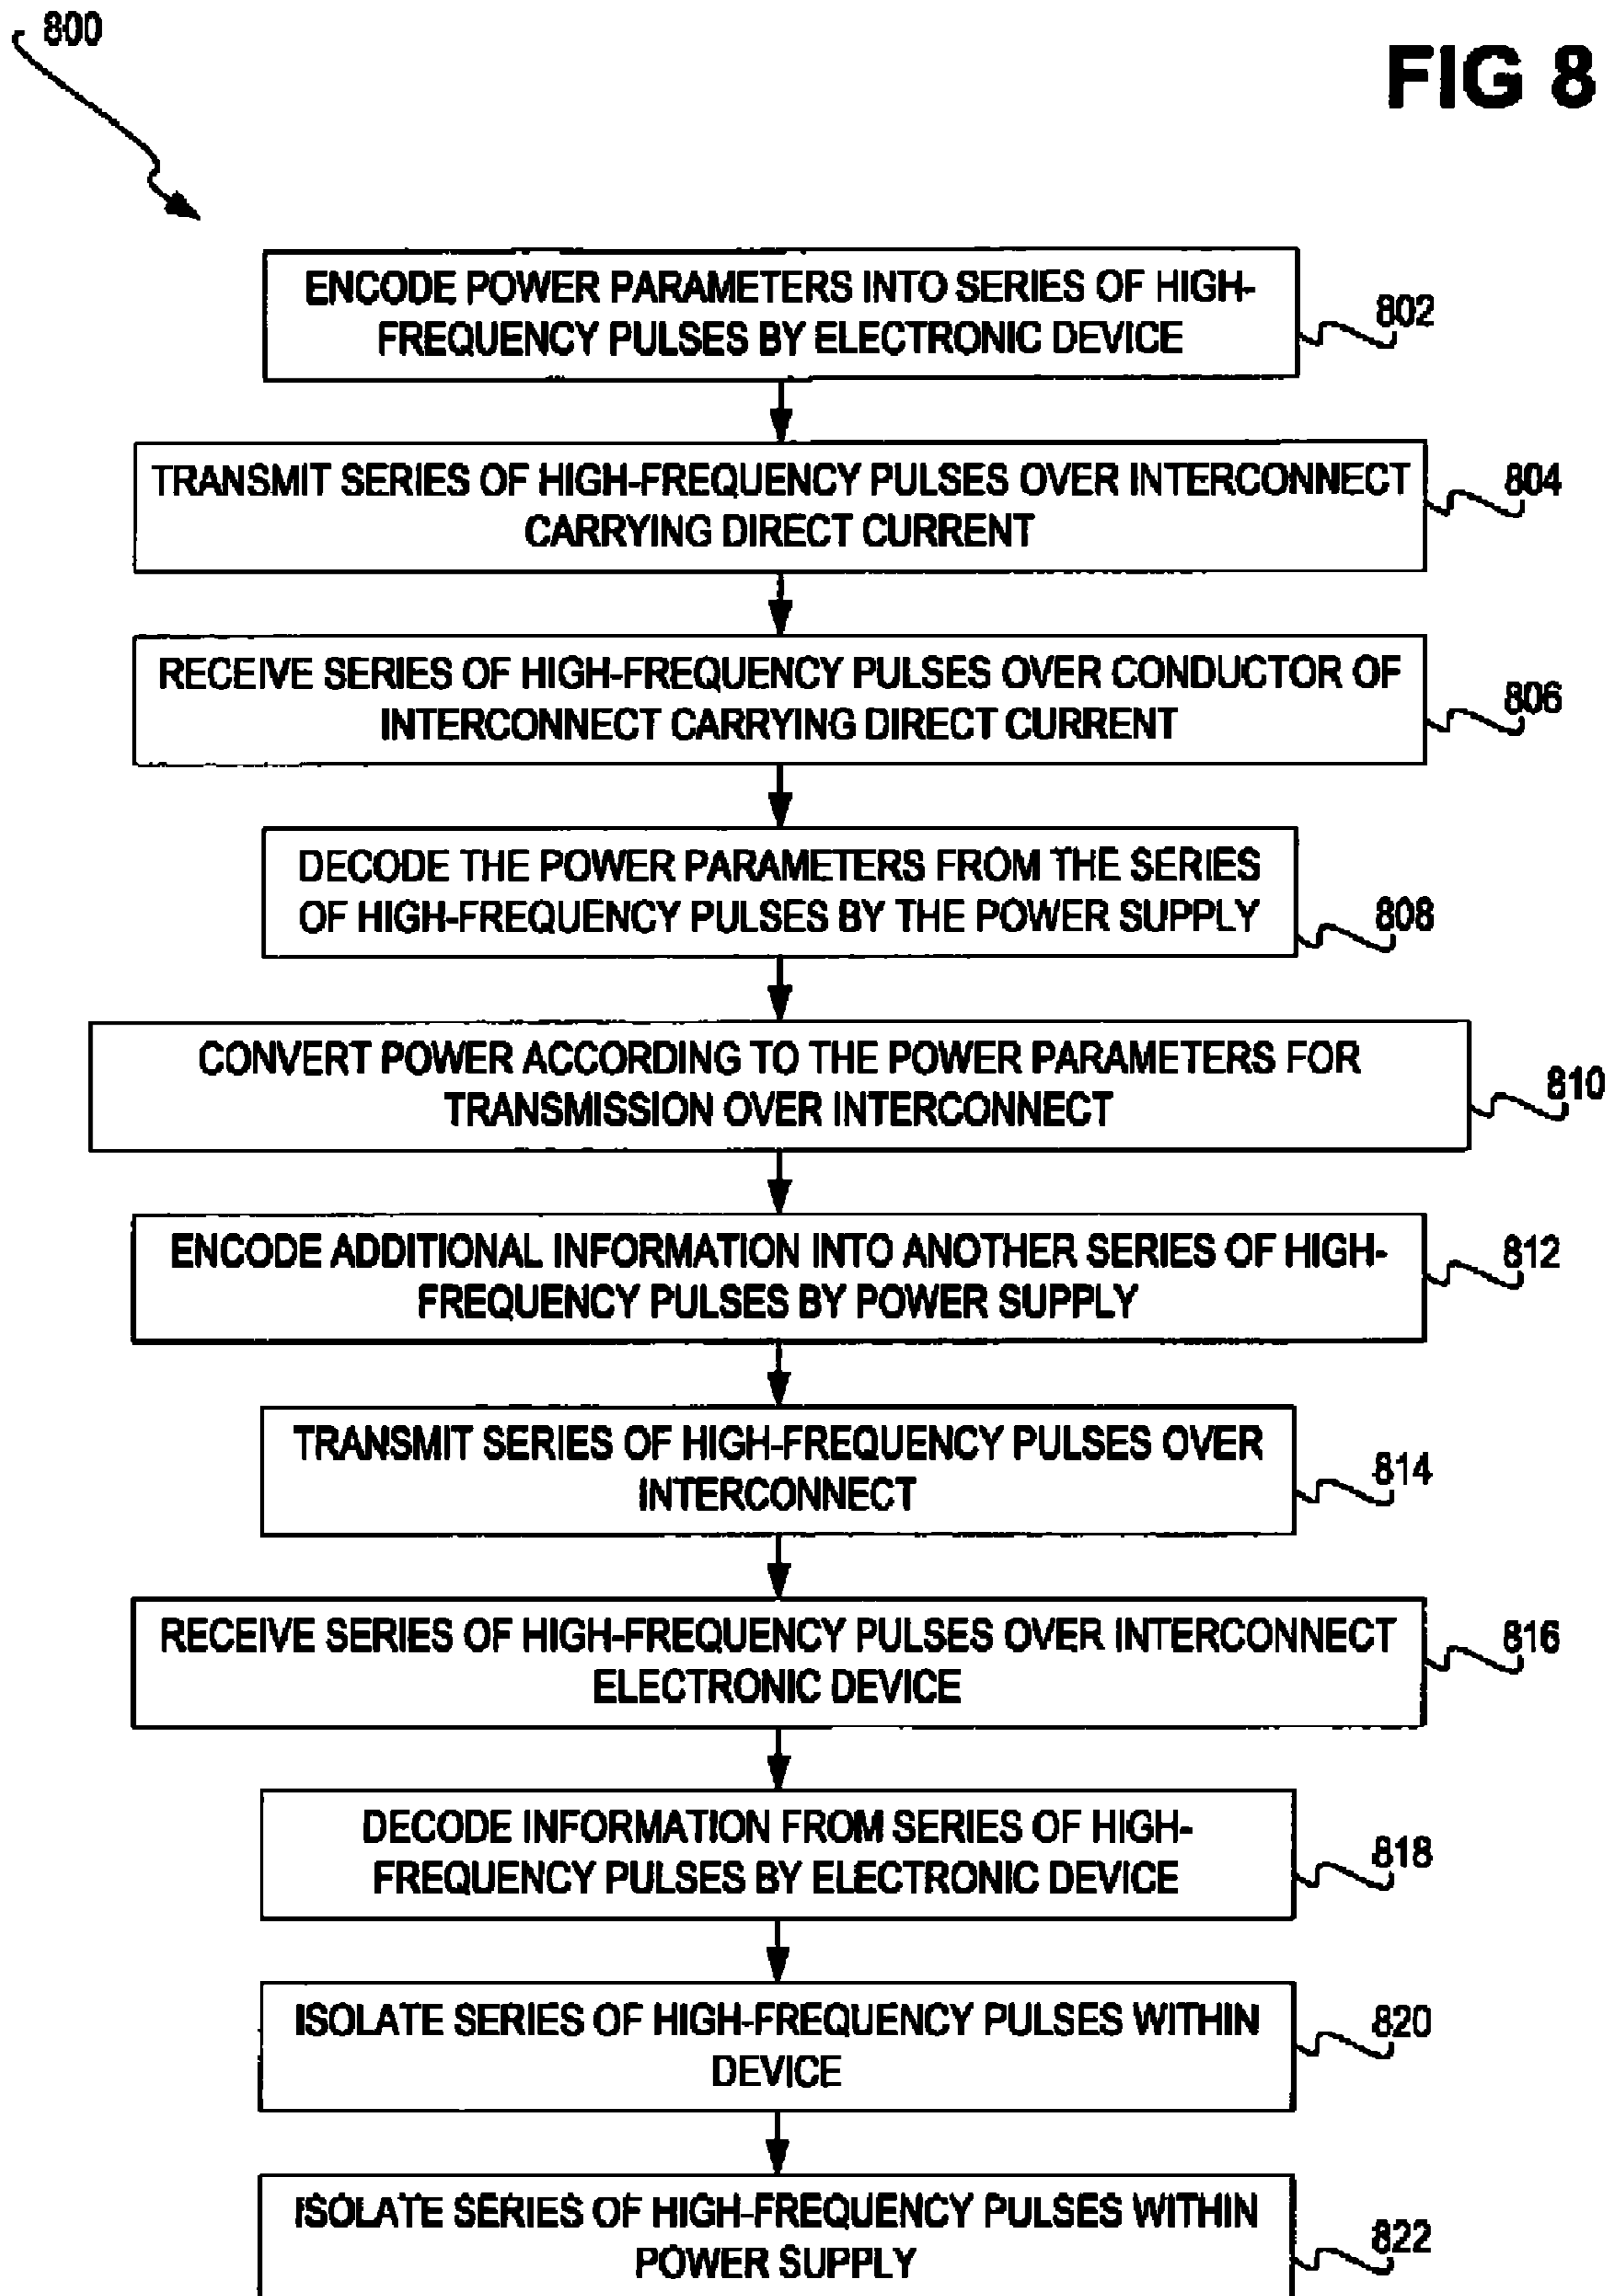 800
FIG 8
ENCODE POWER PARAMETERS INTO SERIES OF HIGH-
FREQUENCY PULSES BY ELECTRONIC DEVICE
802
TRANSMIT SERIES OF HIGH-FREQUENCY PULSES OVER INTERCONNECT
CARRYING DIRECT CURRENT
804
RECEIVE SERIES OF HIGH-FREQUENCY PULSES OVER CONDUCTOR OF
INTERCONNECT CARRYING DIRECT CURRENT
806
DECODE THE POWER PARAMETERS FROM THE SERIES
OF HIGH-FREQUENCY PULSES BY THE POWER SUPPLY
808
CONVERT POWER ACCORDING TO THE POWER PARAMETERS FOR
TRANSMISSION OVER INTERCONNECT
810
ENCODE ADDITIONAL INFORMATION INTO ANOTHER SERIES OF HIGH-
FREQUENCY PULSES BY POWER SUPPLY
812
TRANSMIT SERIES OF HIGH-FREQUENCY PULSES OVER
INTERCONNECT
814
RECEIVE SERIES OF HIGH-FREQUENCY PULSES OVER INTERCONNECT
ELECTRONIC DEVICE
816
DECODE INFORMATION FROM SERIES OF HIGH-
FREQUENCY PULSES BY ELECTRONIC DEVICE
818
ISOLATE SERIES OF HIGH-FREQUENCY PULSES WITHIN
DEVICE
820
ISOLATE SERIES OF HIGH-FREQUENCY PULSES WITHIN
POWER SUPPLY
822